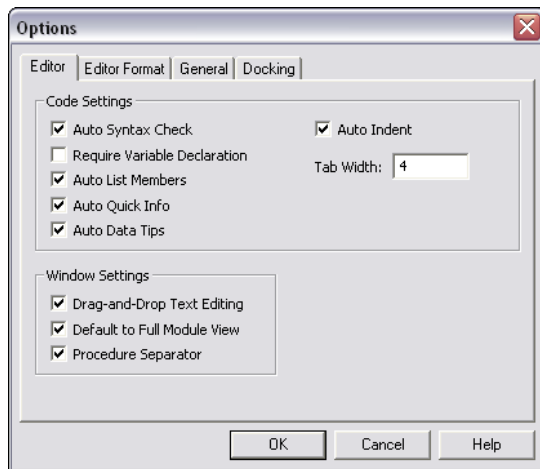 Options
Editor
Editor Format
General
Docking
Code Settings
Auto Syntax Check
Auto Indent
Require Variable Declaration
Tab Width: 4
Auto List Members
Auto Quick Info
Auto Data Tips
Window Settings
Drag-and-Drop Text Editing
Default to Full Module View
Procedure Separator
OK
Cancel
Help